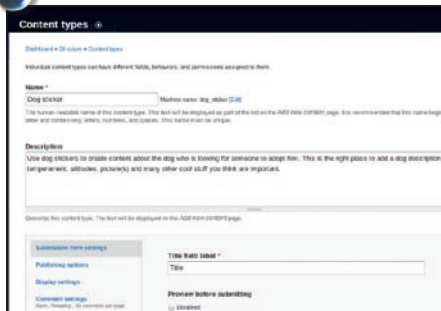 Content types
Dashboard » Structure » Content types
Individual content types can have different fields, behaviors, and permissions assigned to them.
Name *
Dog sticker Machine name: dog_sticker [Edit]
The human-readable name of this content type. This text will be displayed as part of the list on the Add new content page. It is recommended that this name begin
letter and contain only letters, numbers, and spaces. This name must be unique.
Description
Use dog stickers to create content about the dog who is looking for someone to adopt him. This is the right place to add a dog description
temperament, attitudes, picture(s) and many other cool stuff you think are important.
Describe this content type. The text will be displayed on the Add new content page.
Submission form settings
Publishing options
Display settings
Comment settings
Open, Threading, 50 comments per page
Title field label *
Title
Preview before submitting
Disabled